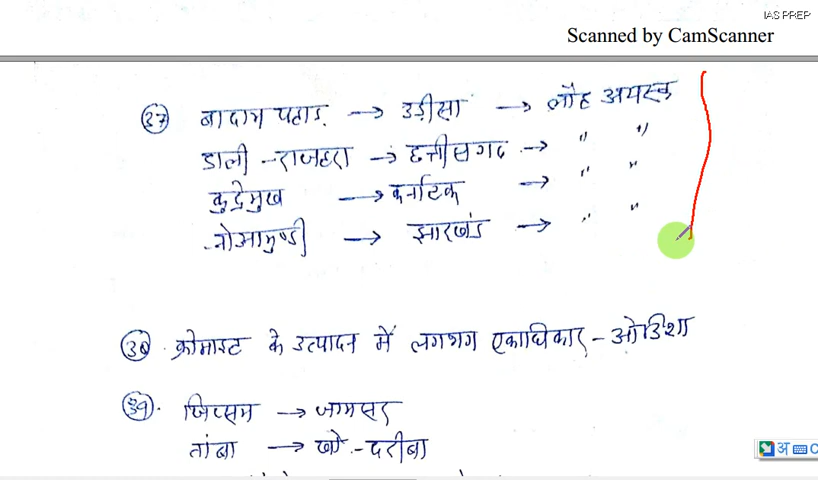 IAS PREP
Scanned by CamScanner
(37) बादाम पहाड़ → उड़ीसा → लौह अयस्क
डाली - राजहरा → छत्तीसगढ़ → " "
कुद्रेमुख → कर्नाटक → " "
नोआमुण्डी → झारखंड → " "
(38) क्रोमाइट के उत्पादन में लगभग एकाधिकार - ओडिशा
(39). जिप्सम → जामसर
तांबा → खो - दरीबा
अ